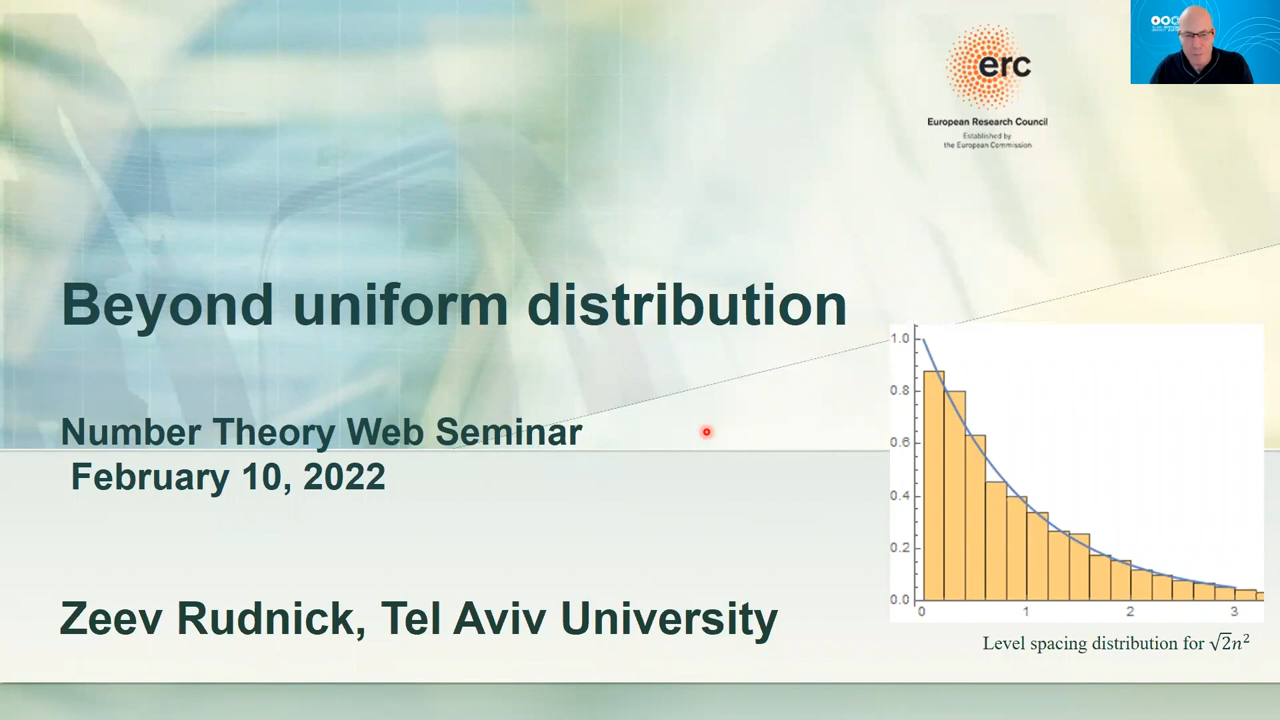 erc
European Research Council
Established by
the European Commission
Beyond uniform distribution
Number Theory Web Seminar
February 10, 2022
Zeev Rudnick, Tel Aviv University
1.0
0.8
0.6
0.4
0.2
0.0
0 1 2 3
Level spacing distribution for √2n²